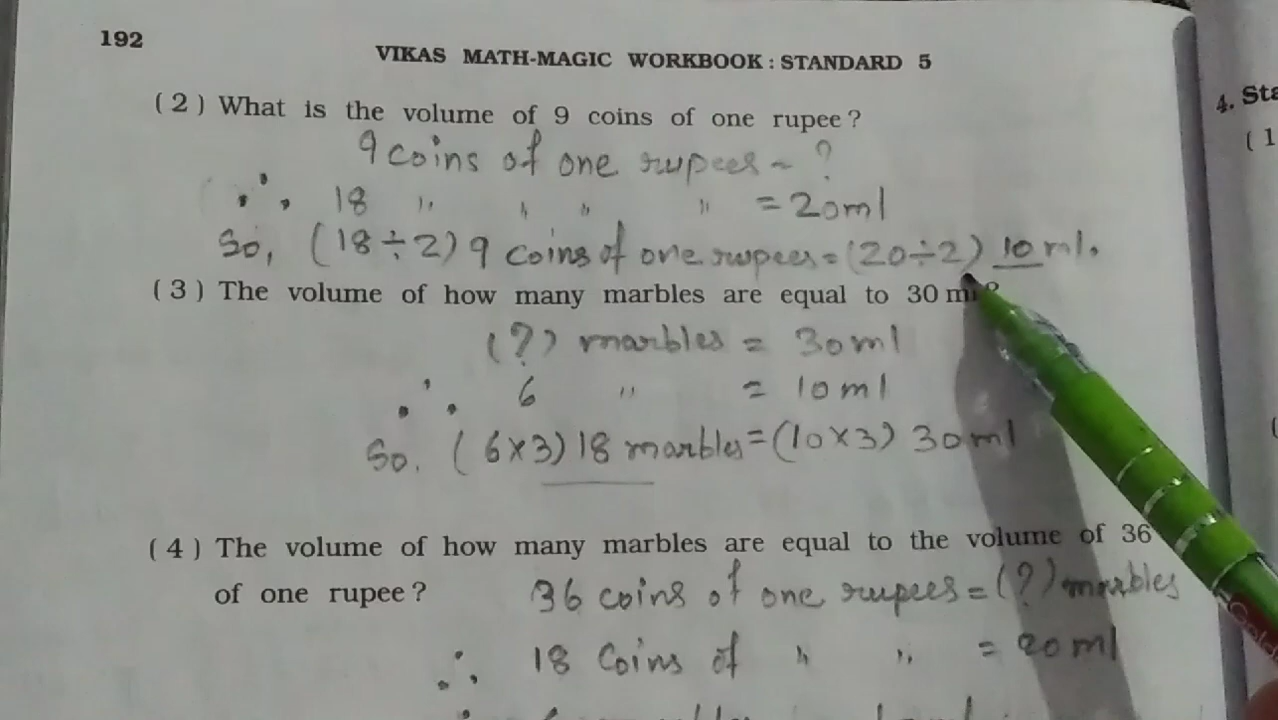 192
VIKAS MATH-MAGIC WORKBOOK : STANDARD 5
( 2 ) What is the volume of 9 coins of one rupee ?
9 coins of one rupees - ?
∴ 18 " " " " = 20ml
So, (18÷2) 9 coins of one rupees = (20÷2) 10 ml.
( 3 ) The volume of how many marbles are equal to 30
(?) marbles = 30ml
∴ 6 " = 10ml
So. (6×3) 18 marbles = (10×3) 30ml
( 4 ) The volume of how many marbles are equal to the volume of 36
of one rupee ?
36 coins of one rupees = (?) marbles
∴ 18 Coins of " " = 20ml
4. Sta
( 1